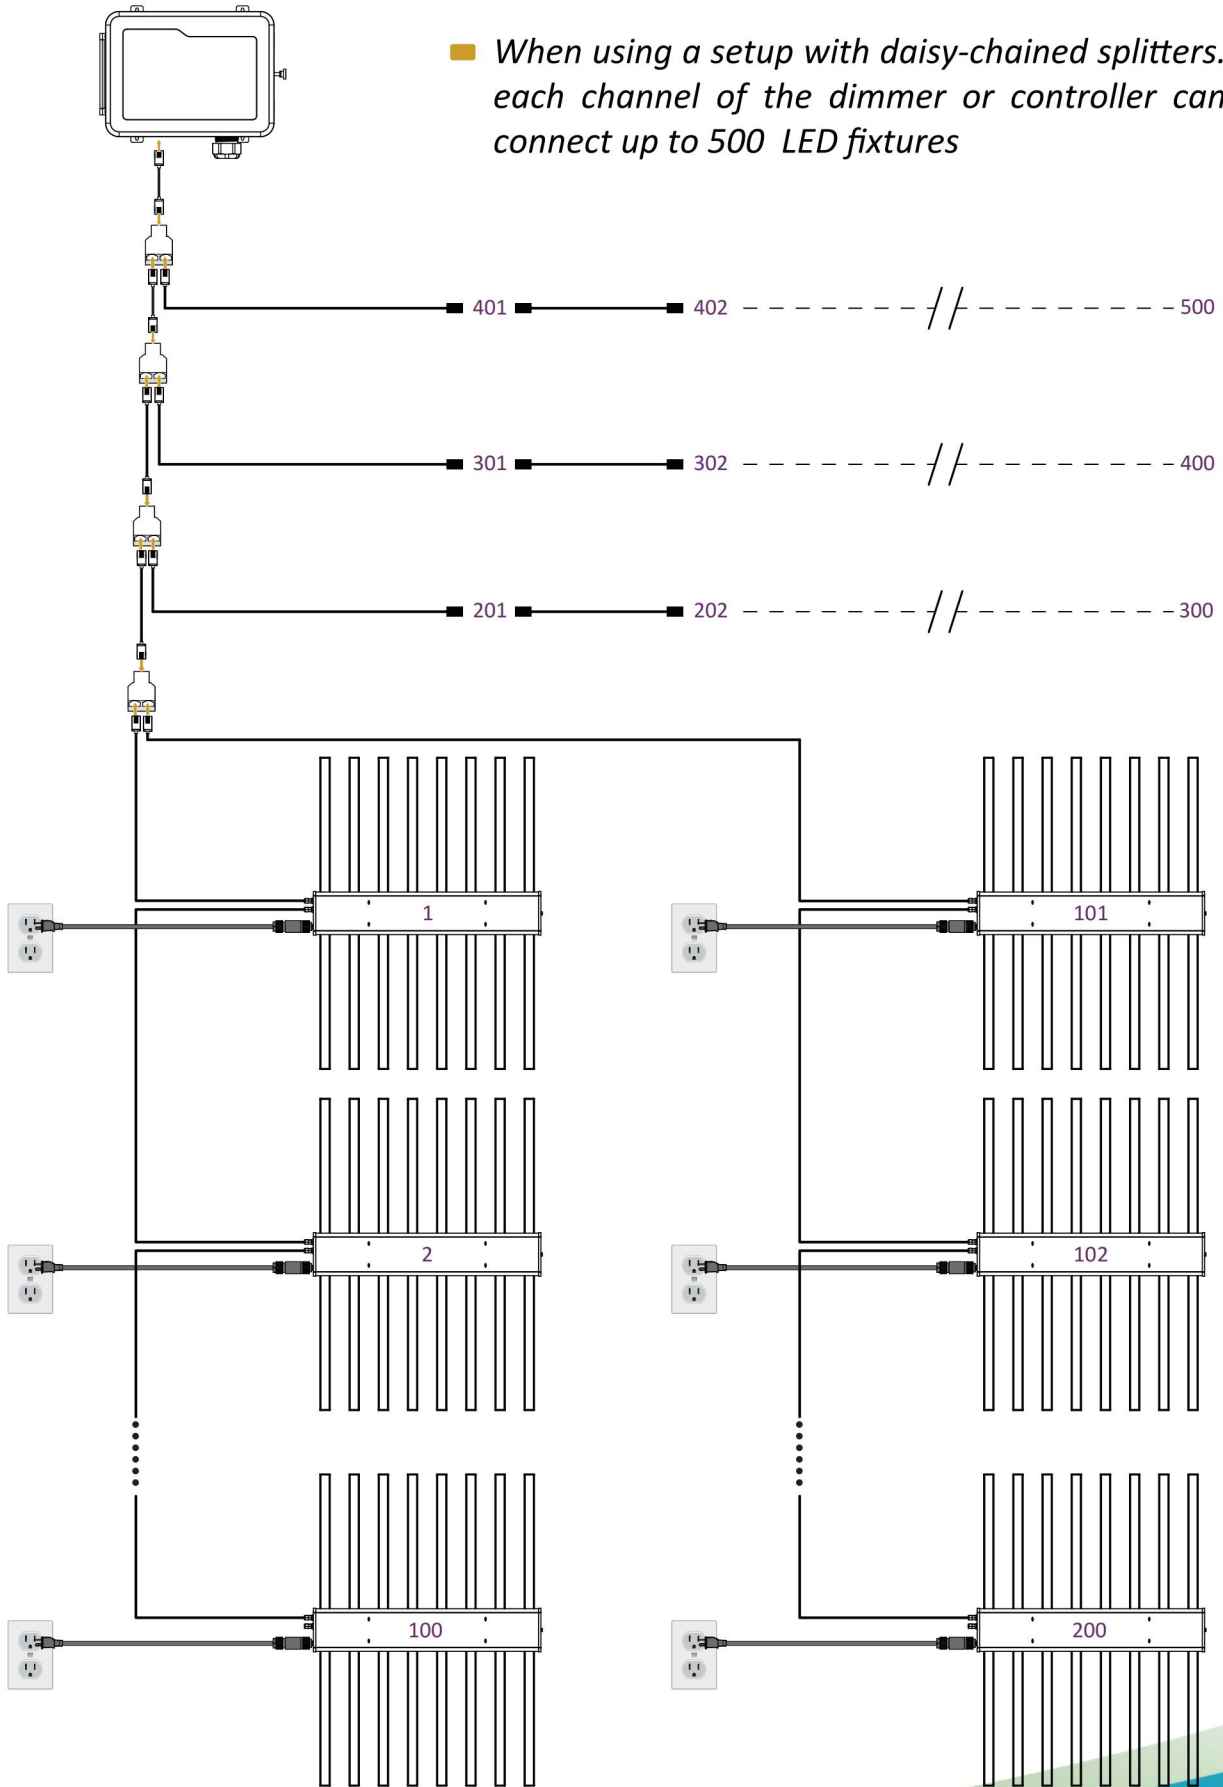 When using a setup with daisy-chained splitters.
each channel of the dimmer or controller can
connect up to 500 LED fixtures
401 402 500
301 302 400
201 202 300
1 101
2 102
100 200